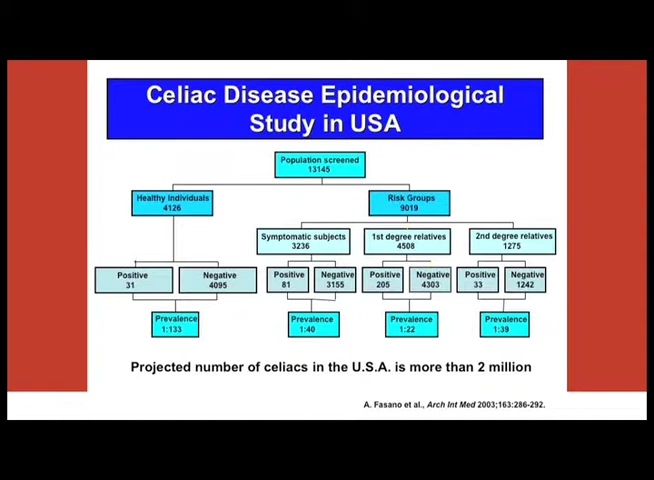 Celiac Disease Epidemiological
Study in USA
Population screened
13145
Healthy Individuals
4126
Risk Groups
9019
Symptomatic subjects
3236
1st degree relatives
4508
2nd degree relatives
1275
Positive
31
Negative
4095
Positive
81
Negative
3155
Positive
205
Negative
4303
Positive
33
Negative
1242
Prevalence
1:133
Prevalence
1:40
Prevalence
1:22
Prevalence
1:39
Projected number of celiacs in the U.S.A. is more than 2 million
A. Fasano et al., Arch Int Med 2003;163:286-292.